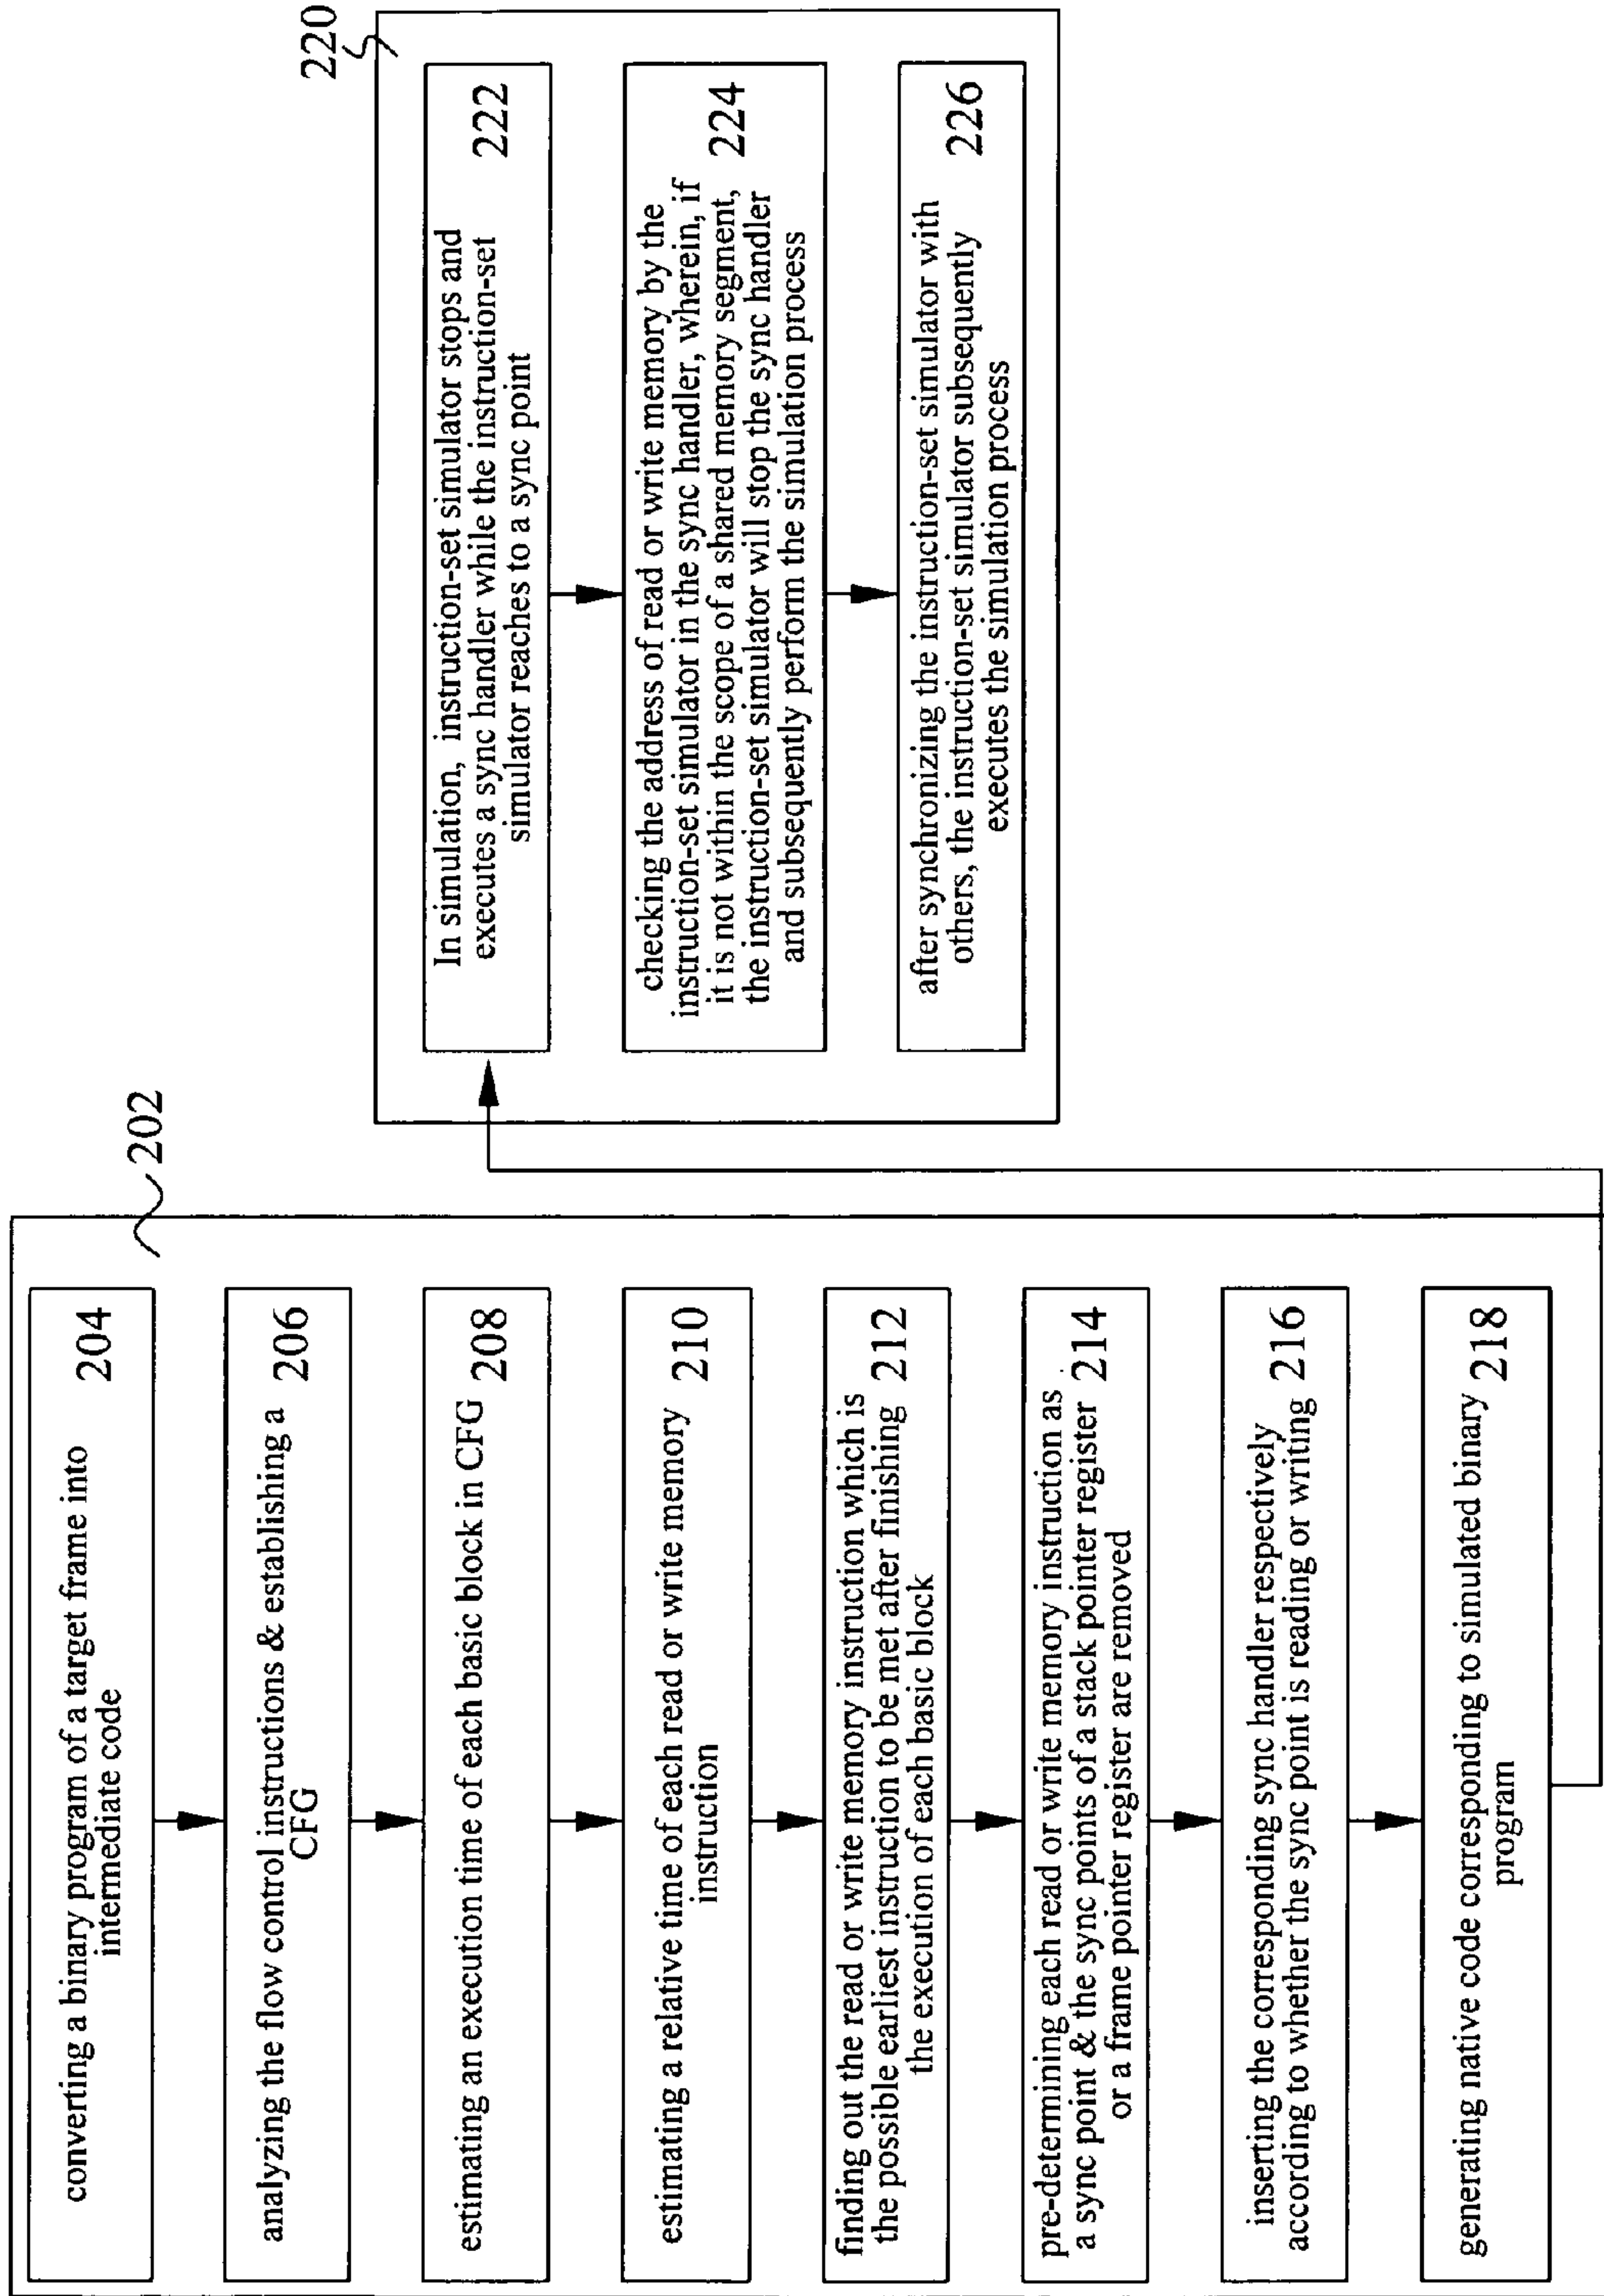 202
converting a binary program of a target frame into
intermediate code
204
analyzing the flow control instructions & establishing a
CFG
206
estimating an execution time of each basic block in CFG
208
estimating a relative time of each read or write memory
instruction
210
finding out the read or write memory instruction which is
the possible earliest instruction to be met after finishing
the execution of each basic block
212
pre-determining each read or write memory instruction as
a sync point & the sync points of a stack pointer register
or a frame pointer register are removed
214
inserting the corresponding sync handler respectively
according to whether the sync point is reading or writing
216
generating native code corresponding to simulated binary
program
218
220
In simulation, instruction-set simulator stops and
executes a sync handler while the instruction-set
simulator reaches to a sync point
222
checking the address of read or write memory by the
instruction-set simulator in the sync handler, wherein, if
it is not within the scope of a shared memory segment,
the instruction-set simulator will stop the sync handler
and subsequently perform the simulation process
224
after synchronizing the instruction-set simulator with
others, the instruction-set simulator subsequently
executes the simulation process
226